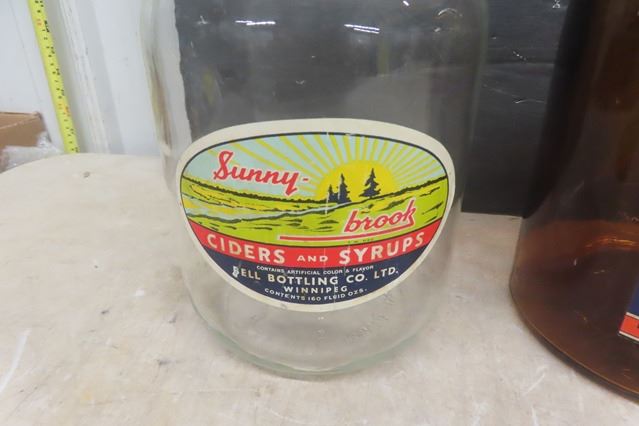 Sunny-
brook
CIDERS AND SYRUPS
CONTAINS ARTIFICIAL COLOR & FLAVOR
BELL BOTTLING CO. LTD.
WINNIPEG
CONTENTS 160 FLUID OZS.